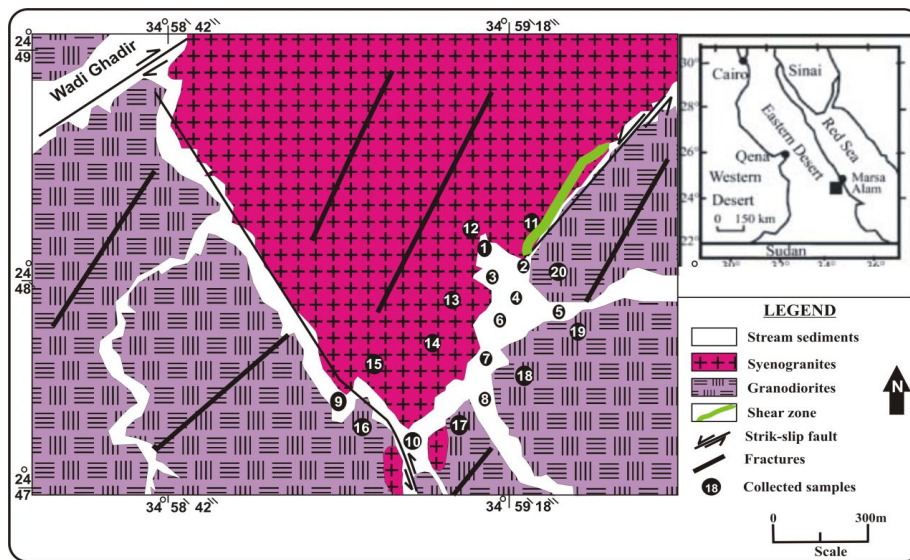 34° 58' 42"
34° 59' 18"
24°
49'
Wadi Ghadir
12
11
1
2
3
20
24°
48'
4
13
5
6
19
14
7
15
18
8
9
16
17
10
24°
47'
34° 58' 42"
34° 59' 18"
30°
Cairo
Sinai
28°
Red Sea
Eastern Desert
26°
Qena
Marsa
Alam
Western
Desert
24°
0 150 km
22°
Sudan
LEGEND
Stream sediments
Syenogranites
Granodiorites
Shear zone
Strik-slip fault
Fractures
18
Collected samples
N
0 300m
Scale